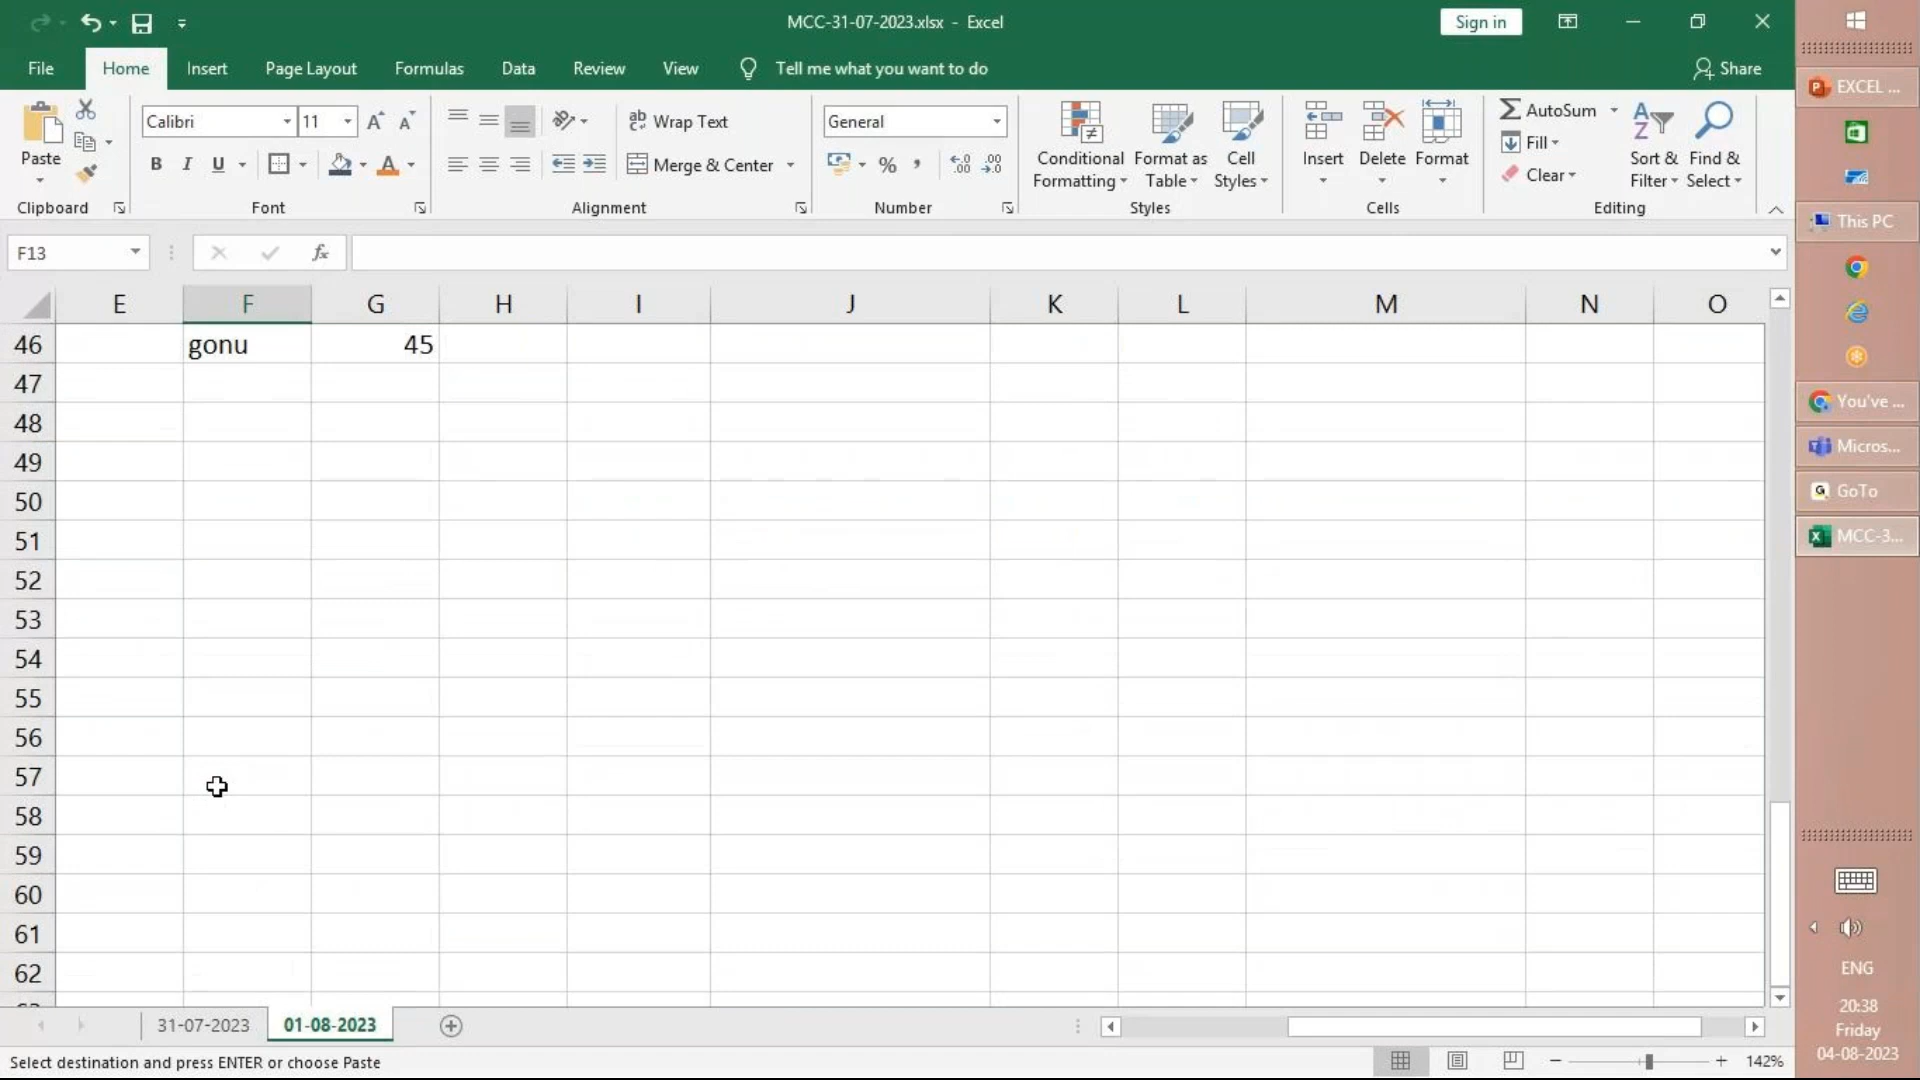 MCC-31-07-2023.xlsx - Excel
Sign in
File Home Insert Page Layout Formulas Data Review View Tell me what you want to do
Share
Paste
Calibri 11
Wrap Text
General
B I U
Merge & Center
Conditional Formatting
Format as Table
Cell Styles
Insert Delete Format
AutoSum
Fill
Clear
Sort & Filter
Find & Select
Clipboard Font Alignment Number Styles Cells Editing
F13 fx
E F G H I J K L M N O
46 gonu 45
47
48
49
50
51
52
53
54
55
56
57
58
59
60
61
62
31-07-2023 01-08-2023
Select destination and press ENTER or choose Paste
142%
EXCEL ...
This PC
You've ...
Micros...
GoTo
MCC-3...
ENG
20:38
Friday
04-08-2023